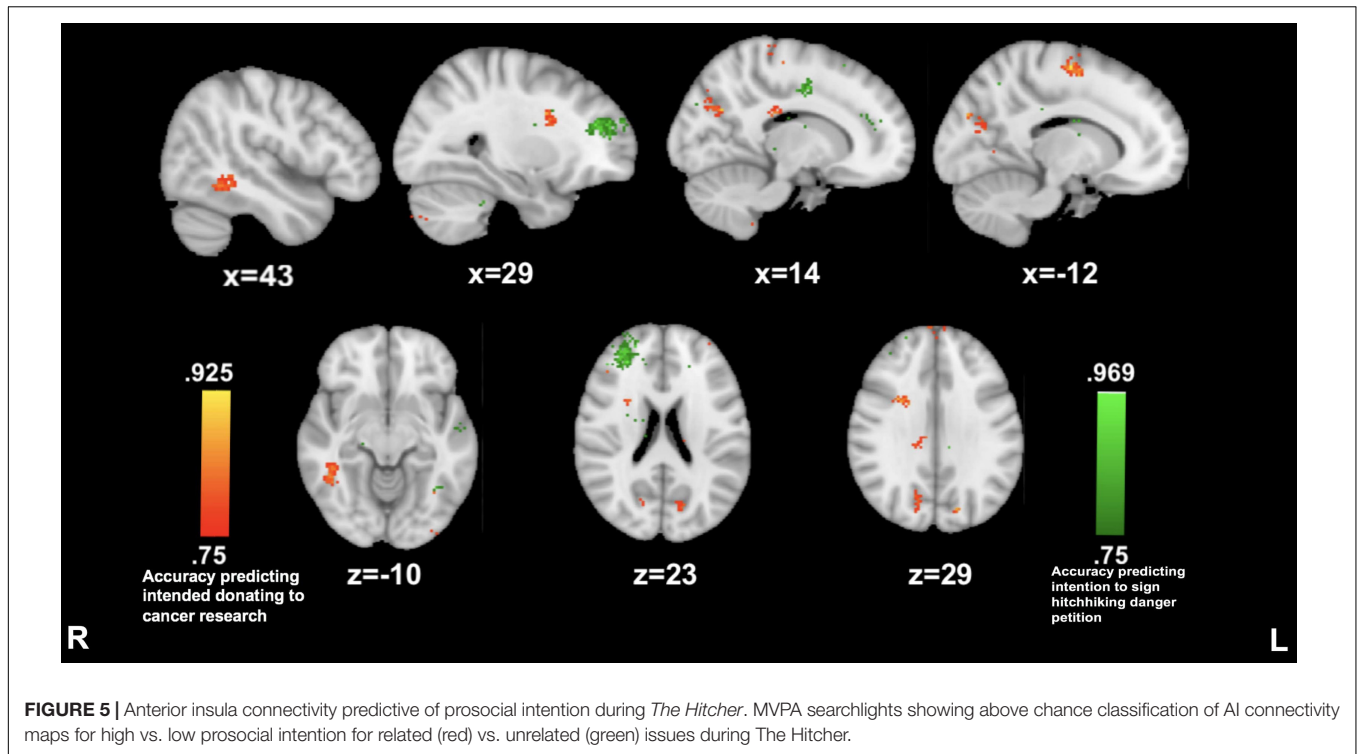 x=43
x=29
x=14
x=-12
.925
.75
Accuracy predicting
intended donating to
cancer research
z=-10
z=23
z=29
.969
.75
Accuracy predicting
intention to sign
hitchhiking danger
petition
R
L
FIGURE 5 | Anterior insula connectivity predictive of prosocial intention during The Hitcher. MVPA searchlights showing above chance classification of AI connectivity
maps for high vs. low prosocial intention for related (red) vs. unrelated (green) issues during The Hitcher.